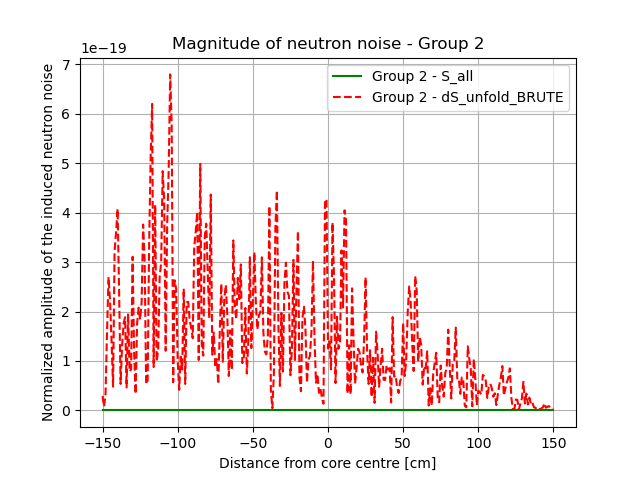 Magnitude of neutron noise - Group 2
1e−19
Normalized amplitude of the induced neutron noise
7
6
5
4
3
2
1
0
Group 2 - S_all
Group 2 - dS_unfold_BRUTE
−150
−100
−50
0
50
100
150
Distance from core centre [cm]